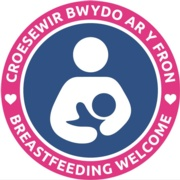 CROESEWIR BWYDO AR Y FRON
BREASTFEEDING WELCOME